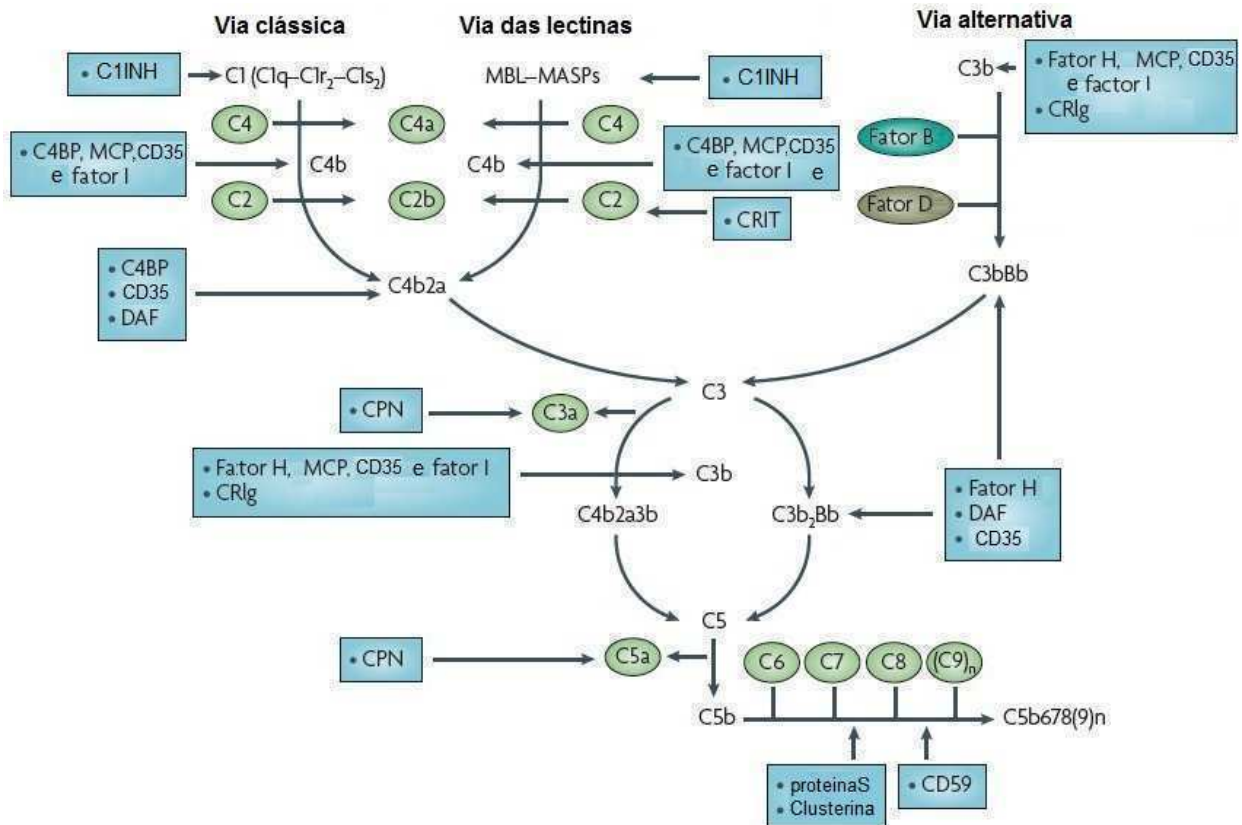 Via clássica
Via das lectinas
Via alternativa
• C1INH
C1 (C1q–C1r₂–C1s₂)
MBL–MASPs
• C1INH
C3b
• Fator H, MCP, CD35
e factor I
• CRIg
C4
C4a
C4
Fator B
• C4BP, MCP,CD35
e fator I
C4b
C4b
• C4BP, MCP,CD35
e factor I e
C2
C2b
C2
• CRIT
Fator D
• C4BP
• CD35
• DAF
C4b2a
C3bBb
C3
• CPN
C3a
• Fator H, MCP, CD35 e fator I
• CRIg
C3b
C4b2a3b
C3b₂Bb
• Fator H
• DAF
• CD35
C5
• CPN
C5a
C6
C7
C8
(C9)ₙ
C5b
C5b678(9)n
• proteinaS
• Clusterina
• CD59